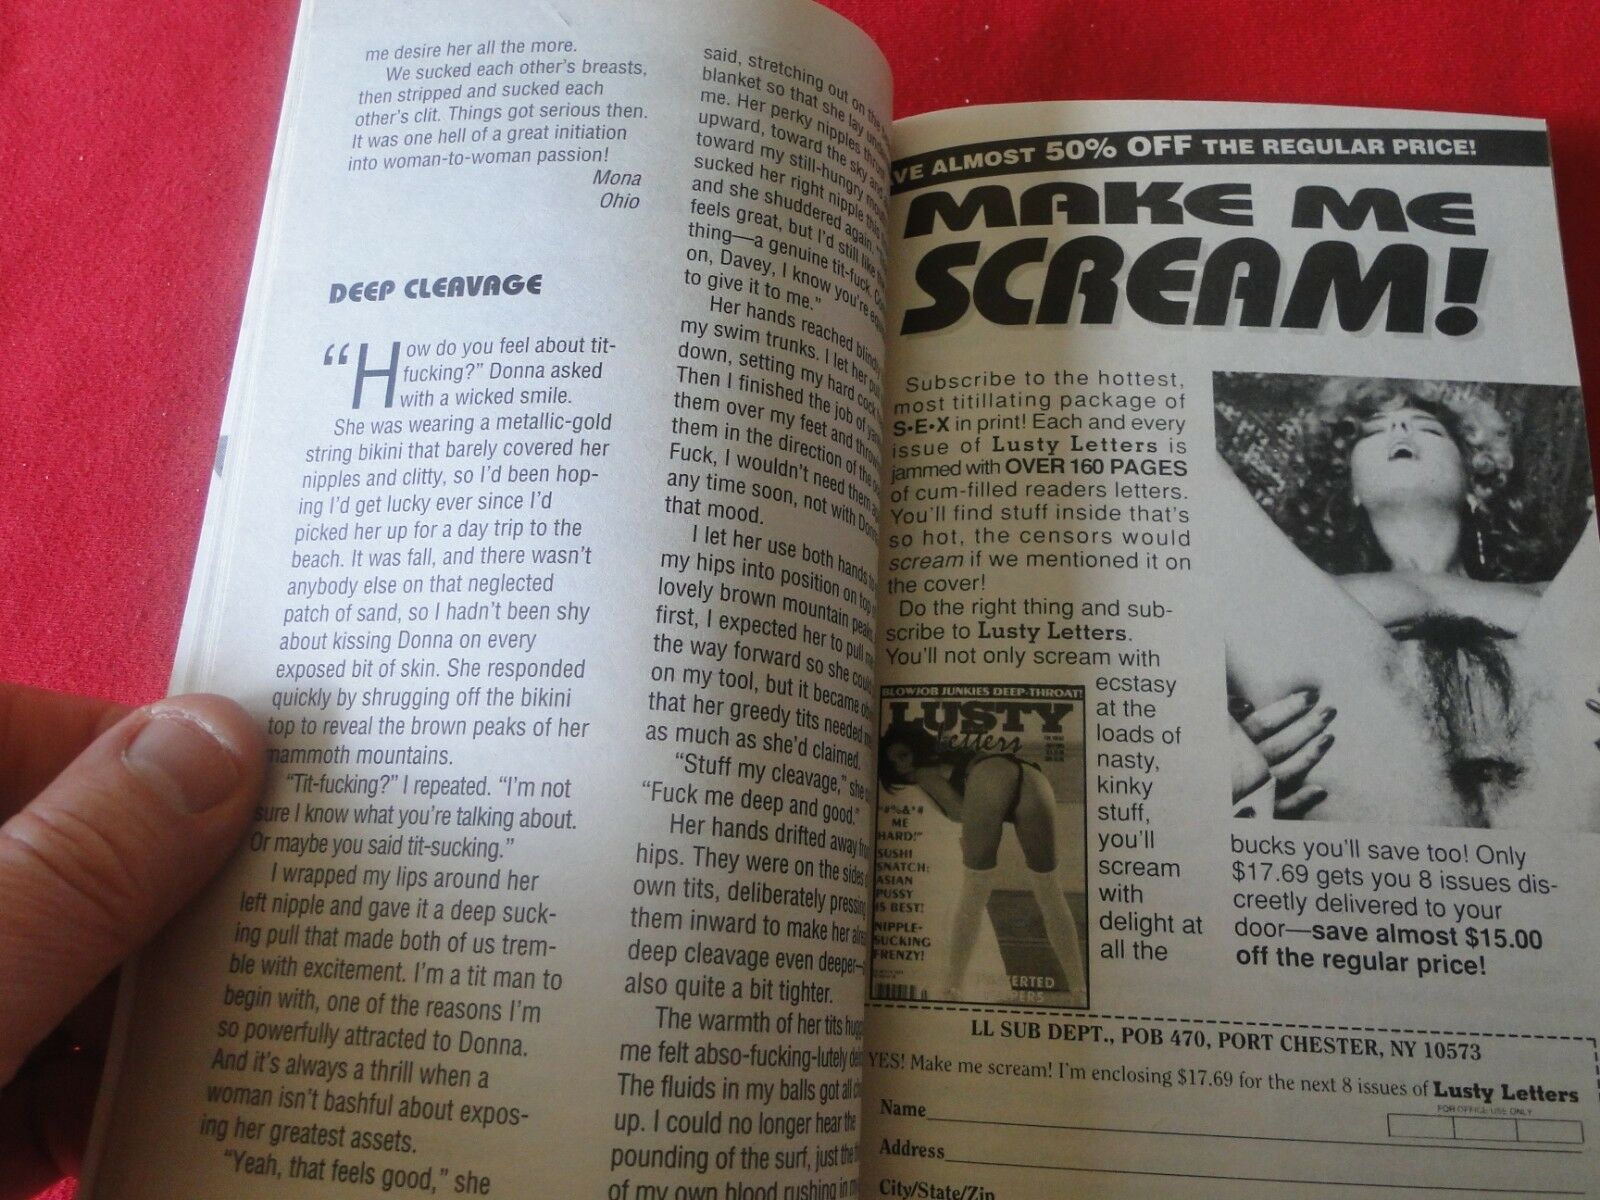 me desire her all the more.
We sucked each other's breasts,
then stripped and sucked each
other's clit. Things got serious then.
It was one hell of a great initiation
into woman-to-woman passion!
Mona
Ohio
DEEP CLEAVAGE
"How do you feel about tit-
fucking?" Donna asked
with a wicked smile.
She was wearing a metallic-gold
string bikini that barely covered her
nipples and clitty, so I'd been hop-
ing I'd get lucky ever since I'd
picked her up for a day trip to the
beach. It was fall, and there wasn't
anybody else on that neglected
patch of sand, so I hadn't been shy
about kissing Donna on every
exposed bit of skin. She responded
quickly by shrugging off the bikini
top to reveal the brown peaks of her
mammoth mountains.
"Tit-fucking?" I repeated. "I'm not
sure I know what you're talking about.
Or maybe you said tit-sucking."
I wrapped my lips around her
left nipple and gave it a deep suck-
ing pull that made both of us trem-
ble with excitement. I'm a tit man to
begin with, one of the reasons I'm
so powerfully attracted to Donna.
And it's always a thrill when a
woman isn't bashful about expos-
ing her greatest assets.
"Yeah, that feels good," she
said, stretching out on the
blanket so that she lay
me. Her perky nipples
upward, toward the sky and
toward my still-hungry
sucked her right nipple this
and she shuddered again.
feels great, but I'd still like
thing—a genuine tit-fuck.
on, Davey, I know you're
to give it to me."
Her hands reached blindly
my swim trunks. I let her
down, setting my hard cock
Then I finished the job of
them over my feet and
them in the direction of the
Fuck, I wouldn't need them
any time soon, not with
that mood.
I let her use both hands
my hips into position on top
lovely brown mountain peaks.
first, I expected her to pull me
the way forward so she could
on my tool, but it became
that her greedy tits needed
as much as she'd claimed.
"Stuff my cleavage," she
"Fuck me deep and good."
Her hands drifted away
hips. They were on the sides
own tits, deliberately pressing
them inward to make her
deep cleavage even deeper—
also quite a bit tighter.
The warmth of her tits
me felt abso-fucking-lutely
The fluids in my balls got all
up. I could no longer hear the
pounding of the surf, just the
of my own blood rushing in
VE ALMOST 50% OFF THE REGULAR PRICE!
MAKE ME
SCREAM!
Subscribe to the hottest,
most titillating package of
S•E•X in print! Each and every
issue of Lusty Letters is
jammed with OVER 160 PAGES
of cum-filled readers letters.
You'll find stuff inside that's
so hot, the censors would
scream if we mentioned it on
the cover!
Do the right thing and sub-
scribe to Lusty Letters.
You'll not only scream with
ecstasy
at the
loads of
nasty,
kinky
stuff,
you'll
scream
with
delight at
all the
BLOWJOB JUNKIES DEEP-THROAT!
LUSTY
Letters
"*#%&*#
ME
HARD!"
SUSHI
SNATCH:
ASIAN
PUSSY
IS BEST!
NIPPLE-
SUCKING
FRENZY!
bucks you'll save too! Only
$17.69 gets you 8 issues dis-
creetly delivered to your
door—save almost $15.00
off the regular price!
LL SUB DEPT., POB 470, PORT CHESTER, NY 10573
YES! Make me scream! I'm enclosing $17.69 for the next 8 issues of Lusty Letters
FOR OFFICE USE ONLY
Name
Address
City/State/Zip